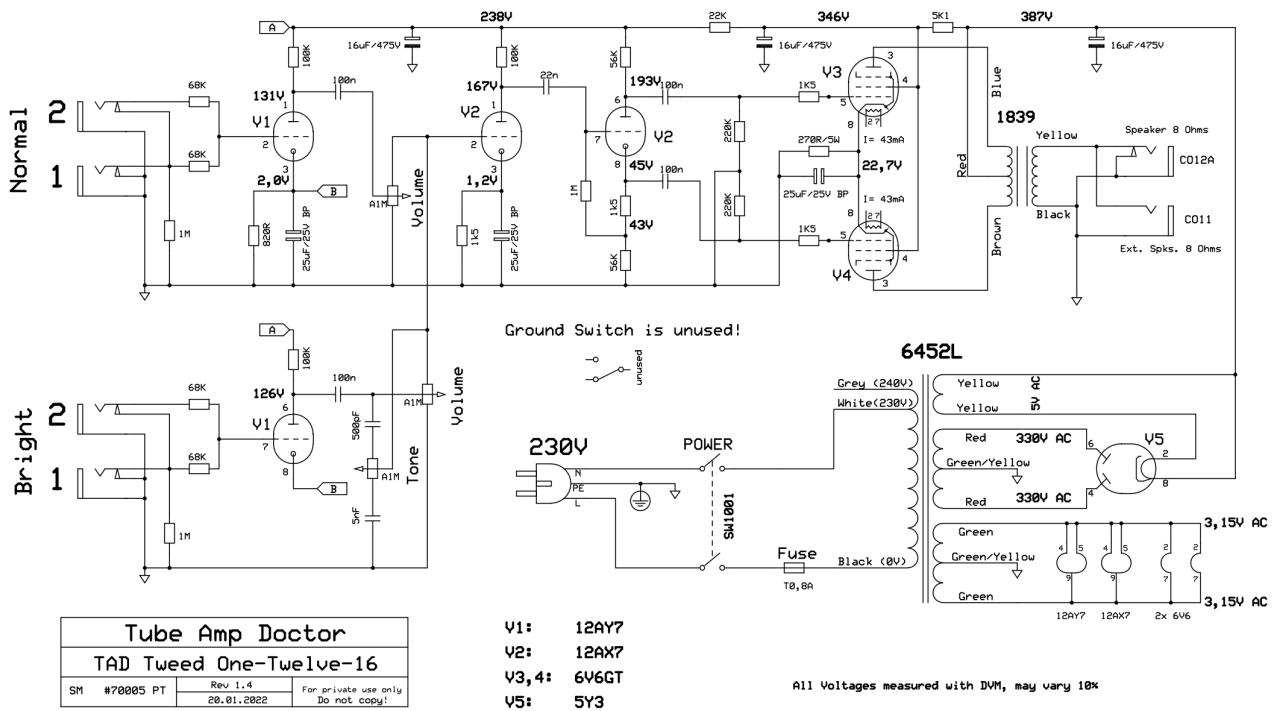 A
238V
22K
346V
5K1
387V
100K
16uF/475V
100K
56K
16uF/475V
16uF/475V
Normal
2
1
68K
68K
1M
131V
100n
V1
1
2
3
2,0V
B
820R
25uF/25V BP
A1M
Volume
167V
V2
1
2
3
1,2V
1k5
25uF/25V BP
22n
193V
100n
6
7
8
V2
45V
100n
1M
1k5
43V
56K
220K
220K
1K5
1K5
V3
3
4
5
8
27
I= 43mA
270R/5W
22,7V
25uF/25V BP
I= 43mA
8
27
5
4
V4
3
Blue
Red
Brown
1839
Yellow
Black
Speaker 8 Ohms
CO12A
CO11
Ext. Spks. 8 Ohms
Bright
2
1
68K
68K
1M
A
100K
126V
100n
V1
6
7
8
B
500pF
A1M
Tone
5nF
A1M
Volume
Ground Switch is unused!
unused
6452L
230V
N
PE
L
POWER
SW1001
Fuse
T0,8A
Grey (240V)
White(230V)
Black (0V)
Yellow
5V AC
Yellow
Red
330V AC
Green/Yellow
Red
330V AC
6
4
V5
2
8
Green
Green/Yellow
Green
4
5
9
4
5
9
2
7
2
7
3,15V AC
3,15V AC
12AY7
12AX7
2x 6V6
Tube Amp Doctor
TAD Tweed One-Twelve-16
SM #70005 PT
Rev 1.4
20.01.2022
For private use only
Do not copy!
V1: 12AY7
V2: 12AX7
V3,4: 6V6GT
V5: 5Y3
All Voltages measured with DVM, may vary 10%